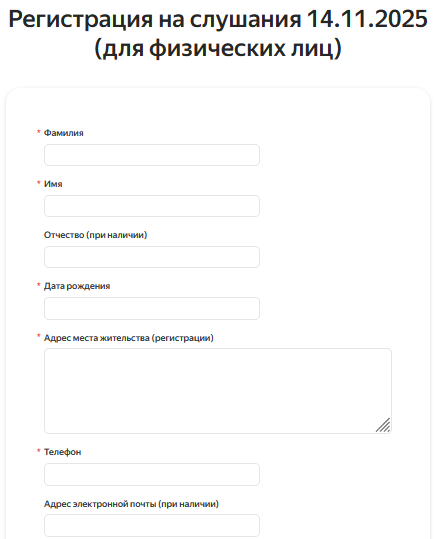 Регистрация на слушания 14.11.2025
(для физических лиц)
* Фамилия
* Имя
Отчество (при наличии)
* Дата рождения
* Адрес места жительства (регистрации)
* Телефон
Адрес электронной почты (при наличии)